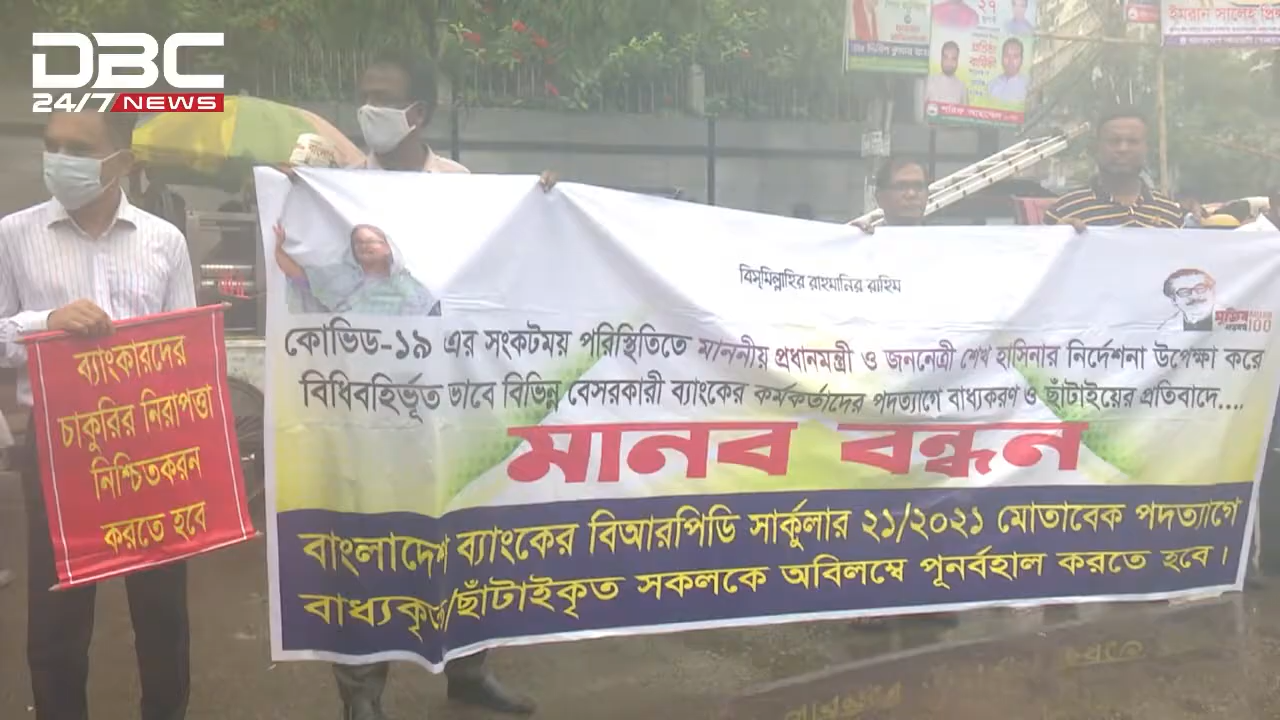 DBC
24/7 NEWS
ইমরান সালেহ প্রিন্স
বিস্‌মিল্লাহির রাহমানির রাহিম
মুজিব
100
কোভিড-১৯ এর সংকটময় পরিস্থিতিতে মাননীয় প্রধানমন্ত্রী ও জননেত্রী শেখ হাসিনার নির্দেশনা উপেক্ষা করে
বিধিবহির্ভূত ভাবে বিভিন্ন বেসরকারী ব্যাংকের কর্মকর্তাদের পদত্যাগে বাধ্যকরণ ও ছাঁটাইয়ের প্রতিবাদে....
মানব বন্ধন
বাংলাদেশ ব্যাংকের বিআরপিডি সার্কুলার ২১/২০২১ মোতাবেক পদত্যাগে
বাধ্যকৃত/ছাঁটাইকৃত সকলকে অবিলম্বে পূনর্বহাল করতে হবে।
ব্যাংকারদের
চাকুরির নিরাপত্তা
নিশ্চিতকরন
করতে হবে